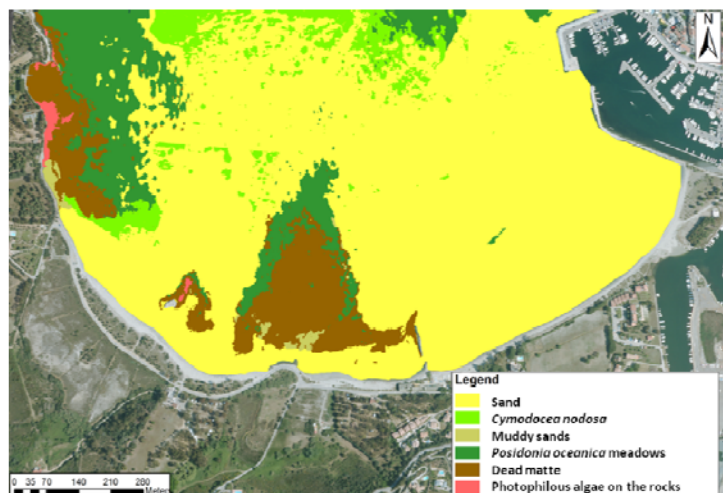 N
Legend
Sand
Cymodocea nodosa
Muddy sands
Posidonia oceanica meadows
Dead matte
Photophilous algae on the rocks
0 35 70 140 210 280
Meters